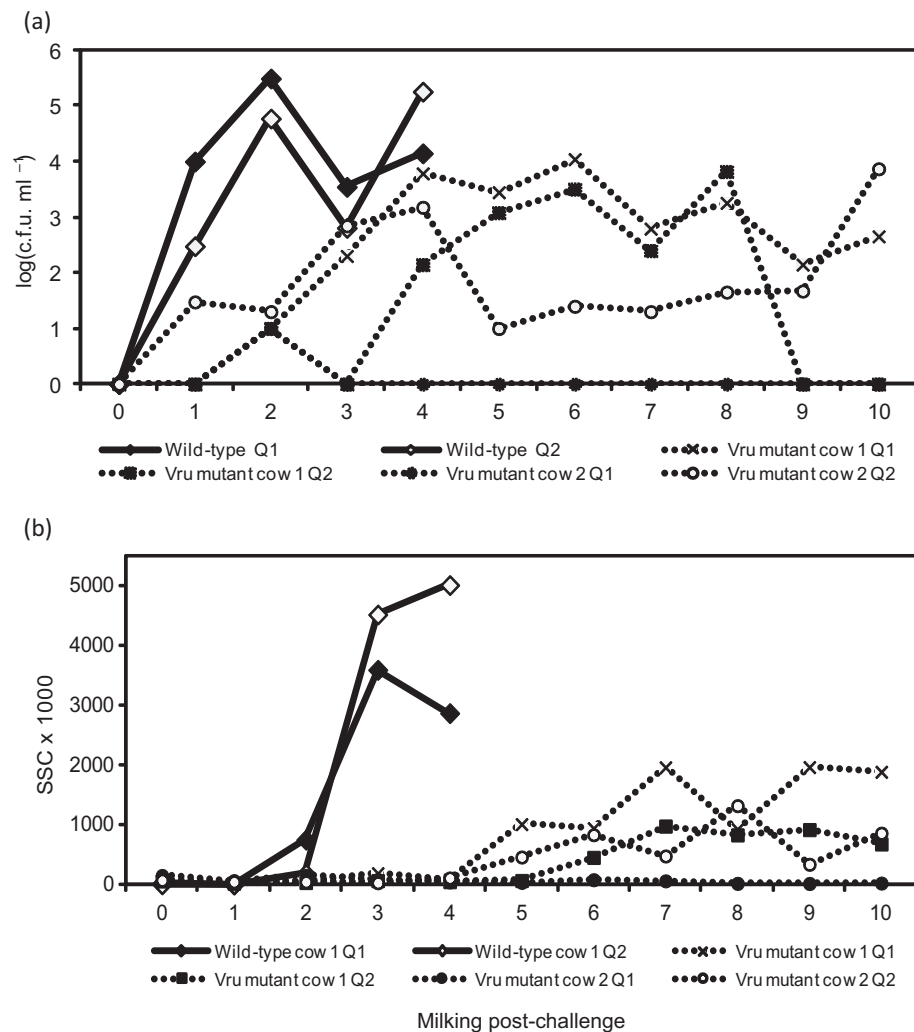 (a)
6
5
4
3
2
1
0
log(c.f.u. ml ⁻¹)
0 1 2 3 4 5 6 7 8 9 10
Wild-type Q1 Wild-type Q2 Vru mutant cow 1 Q1
Vru mutant cow 1 Q2 Vru mutant cow 2 Q1 Vru mutant cow 2 Q2
(b)
5000
4000
3000
2000
1000
0
SSC x 1000
0 1 2 3 4 5 6 7 8 9 10
Wild-type cow 1 Q1 Wild-type cow 1 Q2 Vru mutant cow 1 Q1
Vru mutant cow 1 Q2 Vru mutant cow 2 Q1 Vru mutant cow 2 Q2
Milking post-challenge